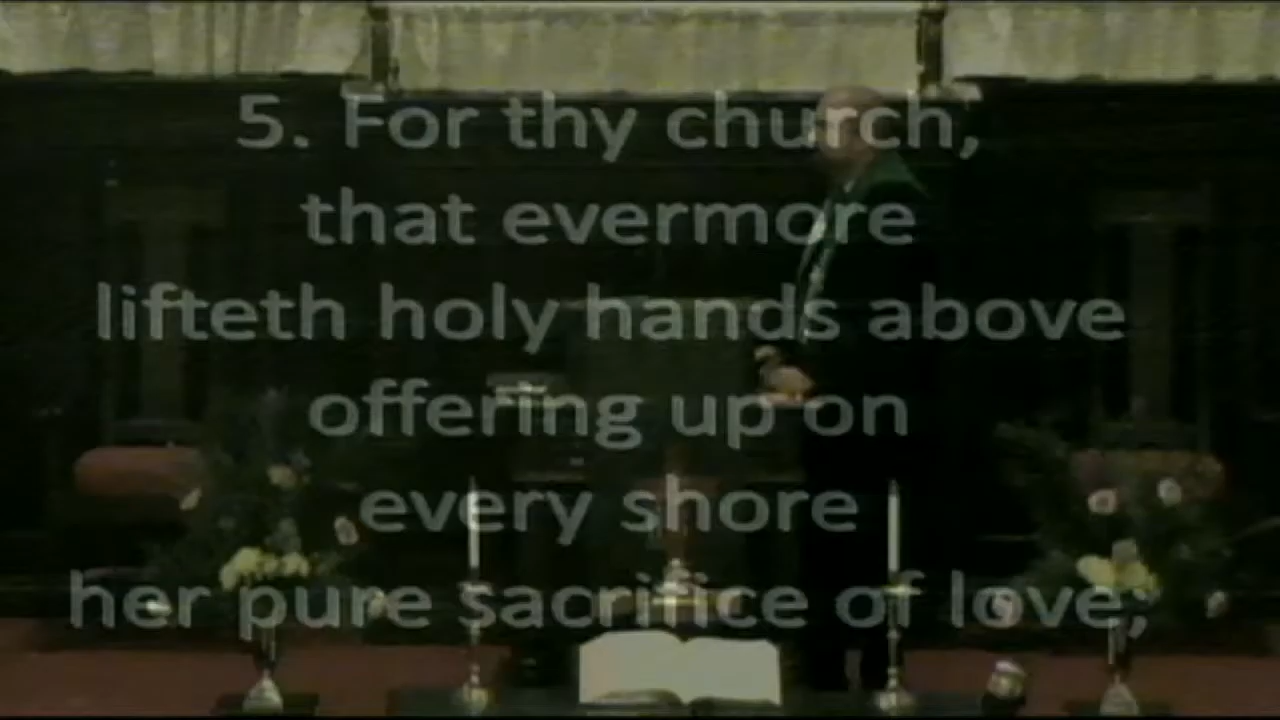 5. For thy church,
that evermore
lifteth holy hands above
offering up on
every shore
her pure sacrifice of love,